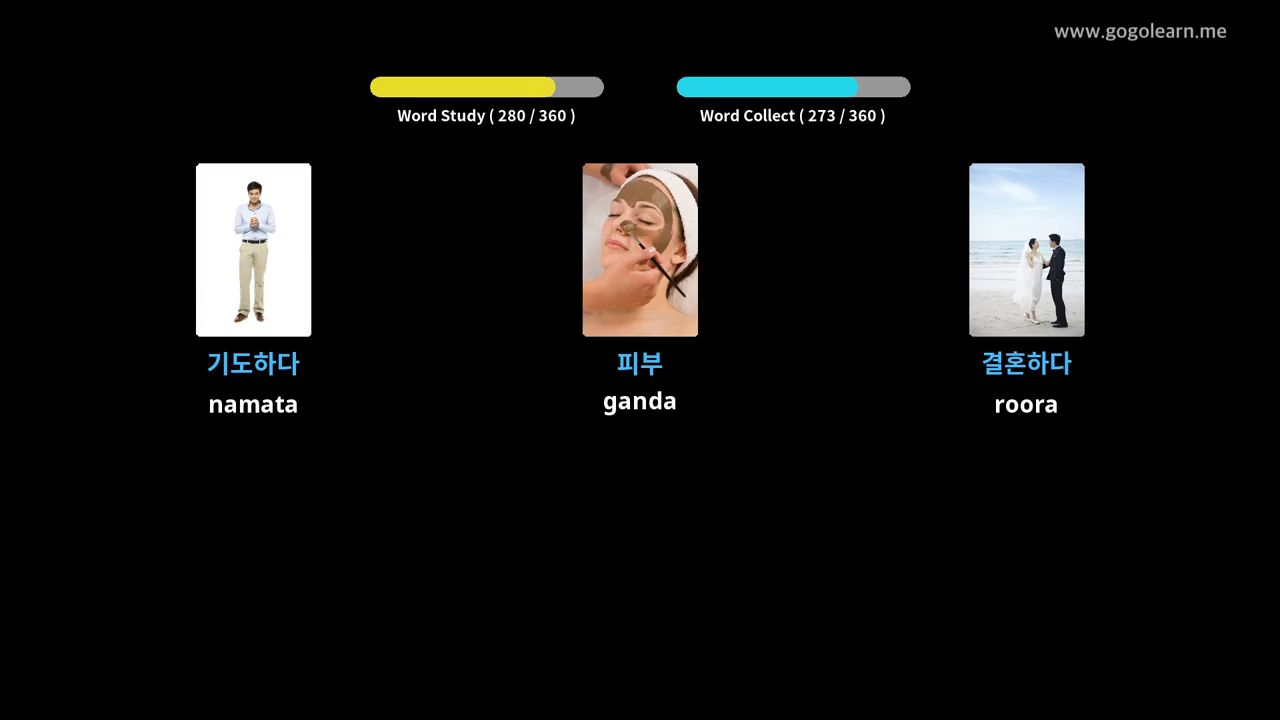 www.gogolearn.me
Word Study ( 280 / 360 )
Word Collect ( 273 / 360 )
기도하다
namata
피부
ganda
결혼하다
roora